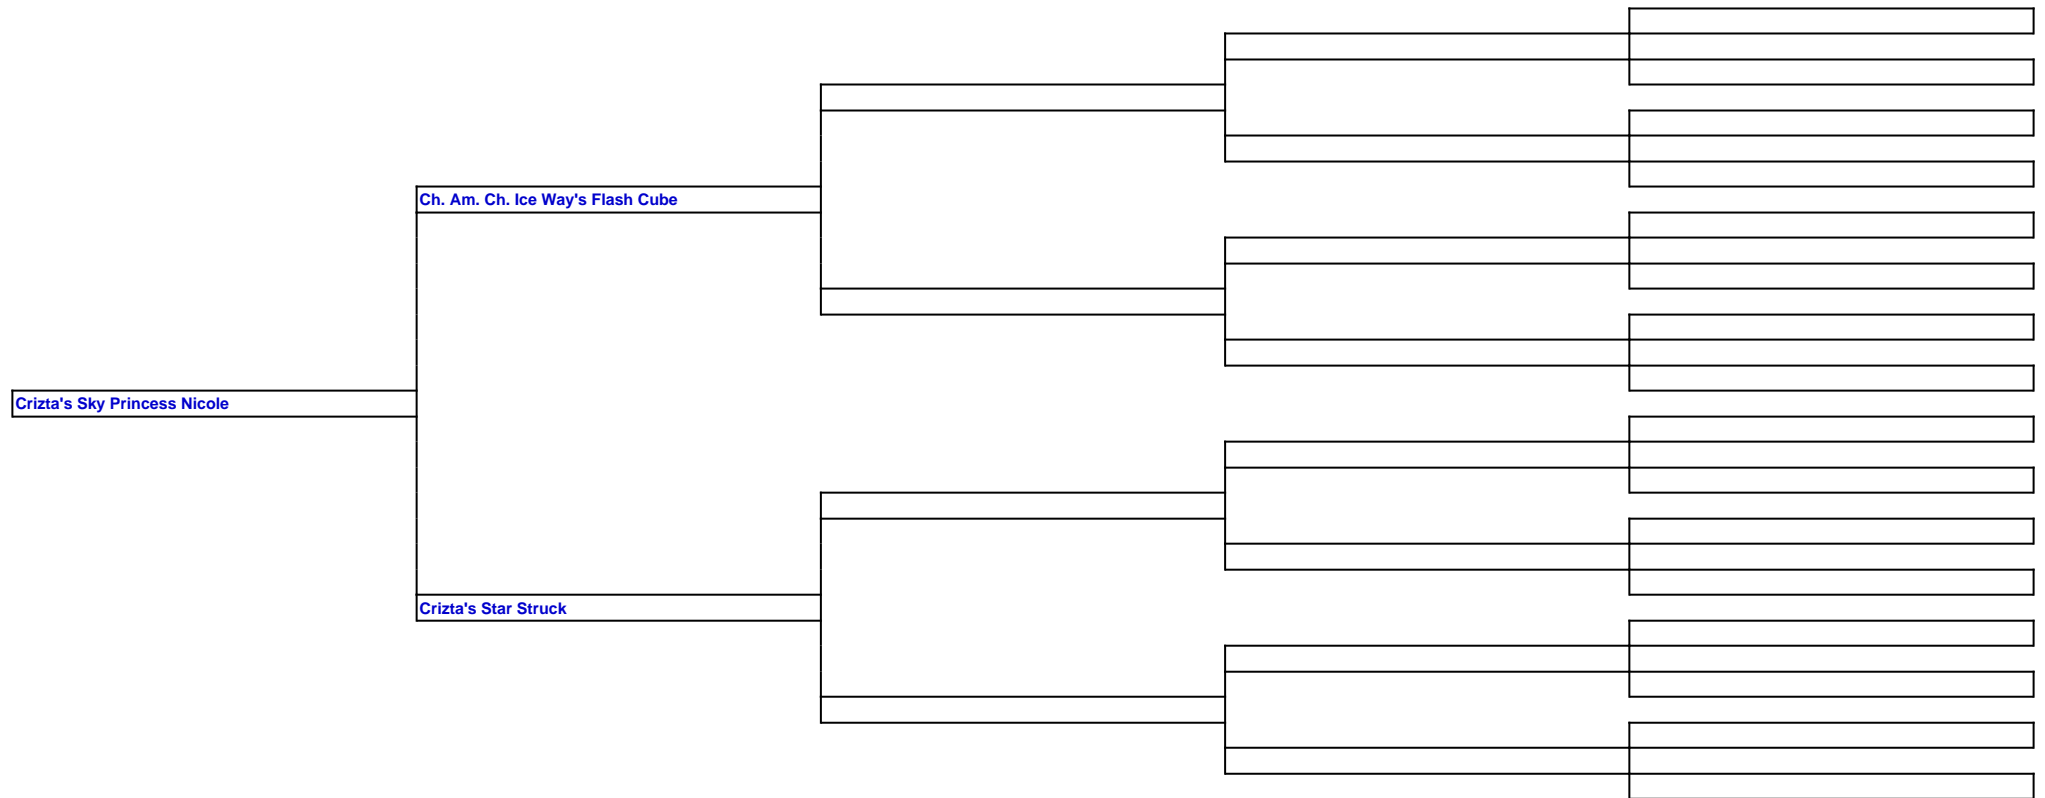 Ch. Am. Ch. Ice Way's Flash Cube
Crizta's Sky Princess Nicole
Crizta's Star Struck